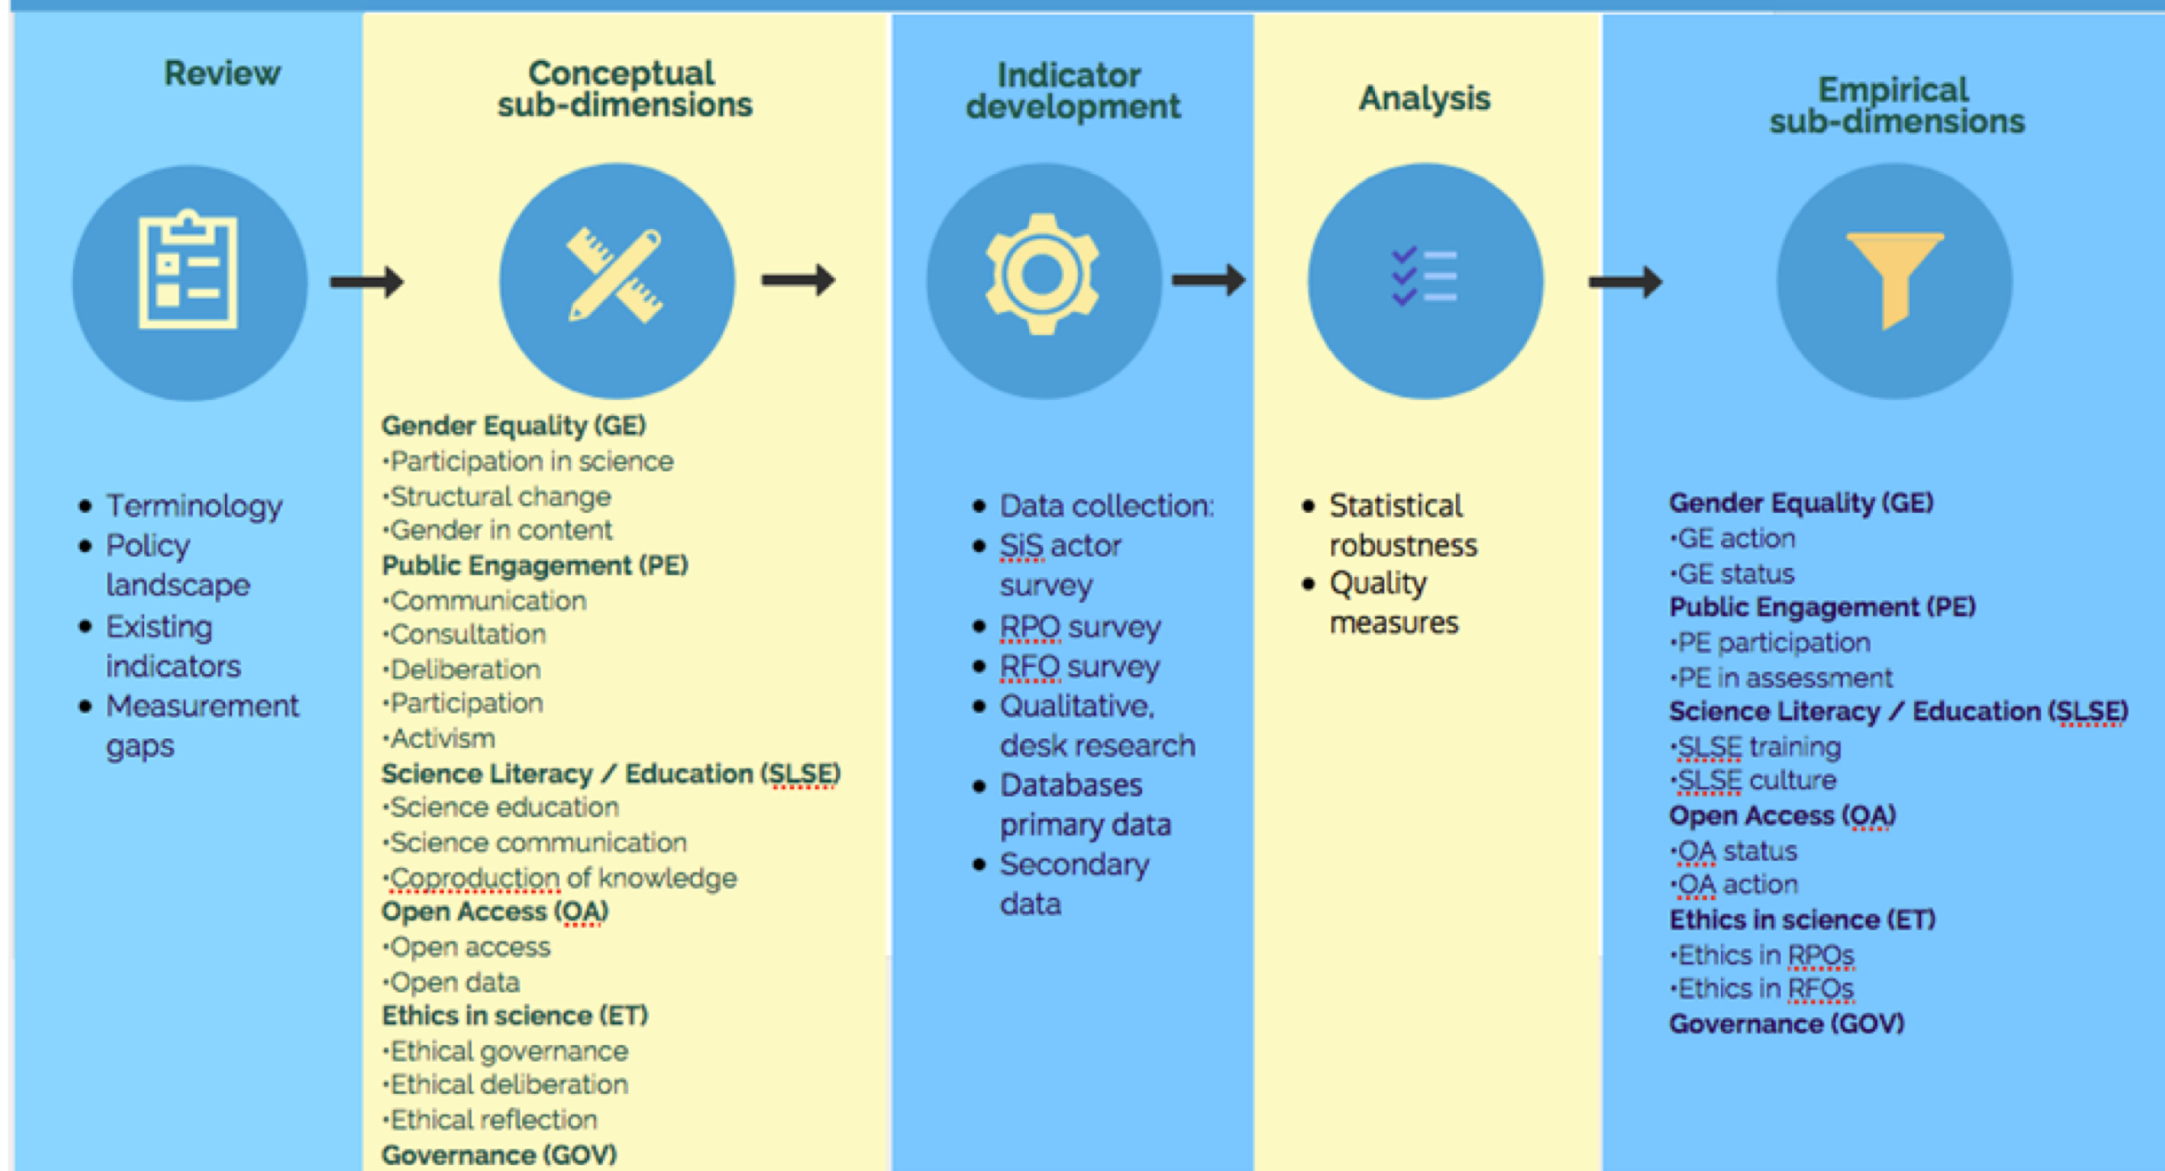 Review
• Terminology
• Policy
landscape
• Existing
indicators
• Measurement
gaps
Conceptual
sub-dimensions
Gender Equality (GE)
•Participation in science
•Structural change
•Gender in content
Public Engagement (PE)
•Communication
•Consultation
•Deliberation
•Participation
•Activism
Science Literacy / Education (SLSE)
•Science education
•Science communication
•Coproduction of knowledge
Open Access (OA)
•Open access
•Open data
Ethics in science (ET)
•Ethical governance
•Ethical deliberation
•Ethical reflection
Governance (GOV)
Indicator
development
• Data collection:
• SiS actor
survey
• RPO survey
• RFO survey
• Qualitative,
desk research
• Databases
primary data
• Secondary
data
Analysis
• Statistical
robustness
• Quality
measures
Empirical
sub-dimensions
Gender Equality (GE)
•GE action
•GE status
Public Engagement (PE)
•PE participation
•PE in assessment
Science Literacy / Education (SLSE)
•SLSE training
•SLSE culture
Open Access (OA)
•OA status
•OA action
Ethics in science (ET)
•Ethics in RPOs
•Ethics in RFOs
Governance (GOV)